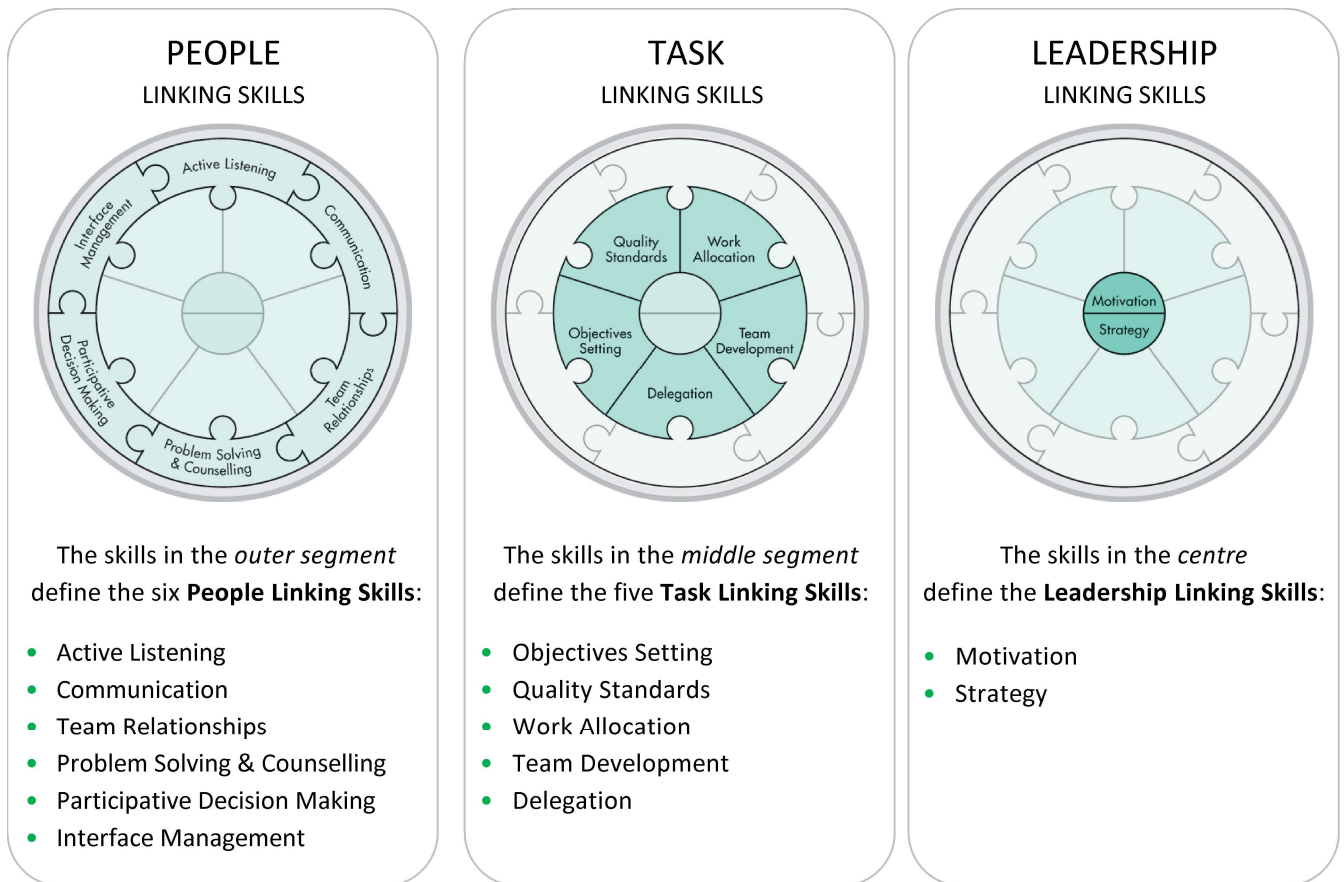 PEOPLE
LINKING SKILLS
Active Listening
Communication
Team
Relationships
Problem Solving
& Counselling
Participative
Decision Making
Interface
Management
The skills in the outer segment
define the six People Linking Skills:
• Active Listening
• Communication
• Team Relationships
• Problem Solving & Counselling
• Participative Decision Making
• Interface Management
TASK
LINKING SKILLS
Quality
Standards
Work
Allocation
Team
Development
Delegation
Objectives
Setting
The skills in the middle segment
define the five Task Linking Skills:
• Objectives Setting
• Quality Standards
• Work Allocation
• Team Development
• Delegation
LEADERSHIP
LINKING SKILLS
Motivation
Strategy
The skills in the centre
define the Leadership Linking Skills:
• Motivation
• Strategy